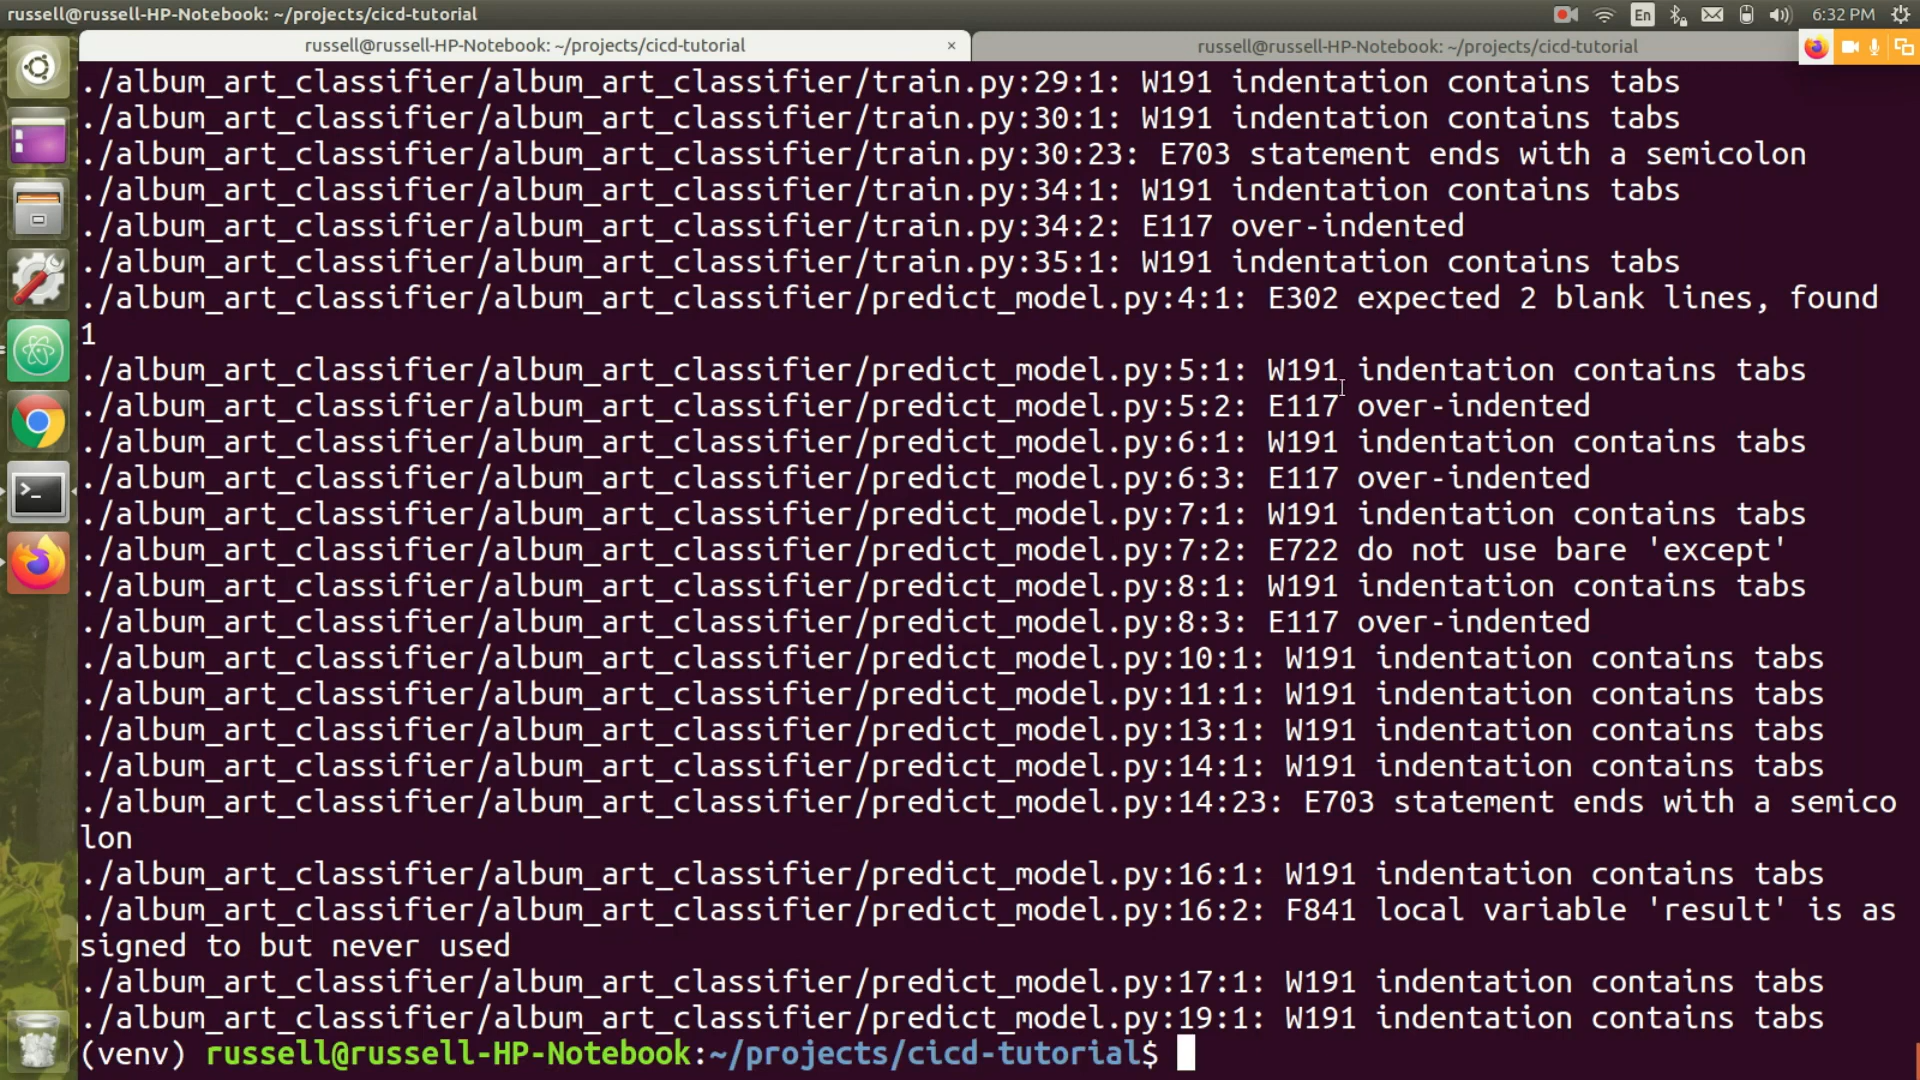 russell@russell-HP-Notebook: ~/projects/cicd-tutorial
En
6:32 PM
russell@russell-HP-Notebook: ~/projects/cicd-tutorial ×
russell@russell-HP-Notebook: ~/projects/cicd-tutorial
./album_art_classifier/album_art_classifier/train.py:29:1: W191 indentation contains tabs
./album_art_classifier/album_art_classifier/train.py:30:1: W191 indentation contains tabs
./album_art_classifier/album_art_classifier/train.py:30:23: E703 statement ends with a semicolon
./album_art_classifier/album_art_classifier/train.py:34:1: W191 indentation contains tabs
./album_art_classifier/album_art_classifier/train.py:34:2: E117 over-indented
./album_art_classifier/album_art_classifier/train.py:35:1: W191 indentation contains tabs
./album_art_classifier/album_art_classifier/predict_model.py:4:1: E302 expected 2 blank lines, found
1
./album_art_classifier/album_art_classifier/predict_model.py:5:1: W191 indentation contains tabs
./album_art_classifier/album_art_classifier/predict_model.py:5:2: E117 over-indented
./album_art_classifier/album_art_classifier/predict_model.py:6:1: W191 indentation contains tabs
./album_art_classifier/album_art_classifier/predict_model.py:6:3: E117 over-indented
./album_art_classifier/album_art_classifier/predict_model.py:7:1: W191 indentation contains tabs
./album_art_classifier/album_art_classifier/predict_model.py:7:2: E722 do not use bare 'except'
./album_art_classifier/album_art_classifier/predict_model.py:8:1: W191 indentation contains tabs
./album_art_classifier/album_art_classifier/predict_model.py:8:3: E117 over-indented
./album_art_classifier/album_art_classifier/predict_model.py:10:1: W191 indentation contains tabs
./album_art_classifier/album_art_classifier/predict_model.py:11:1: W191 indentation contains tabs
./album_art_classifier/album_art_classifier/predict_model.py:13:1: W191 indentation contains tabs
./album_art_classifier/album_art_classifier/predict_model.py:14:1: W191 indentation contains tabs
./album_art_classifier/album_art_classifier/predict_model.py:14:23: E703 statement ends with a semico
lon
./album_art_classifier/album_art_classifier/predict_model.py:16:1: W191 indentation contains tabs
./album_art_classifier/album_art_classifier/predict_model.py:16:2: F841 local variable 'result' is as
signed to but never used
./album_art_classifier/album_art_classifier/predict_model.py:17:1: W191 indentation contains tabs
./album_art_classifier/album_art_classifier/predict_model.py:19:1: W191 indentation contains tabs
(venv) russell@russell-HP-Notebook:~/projects/cicd-tutorial$